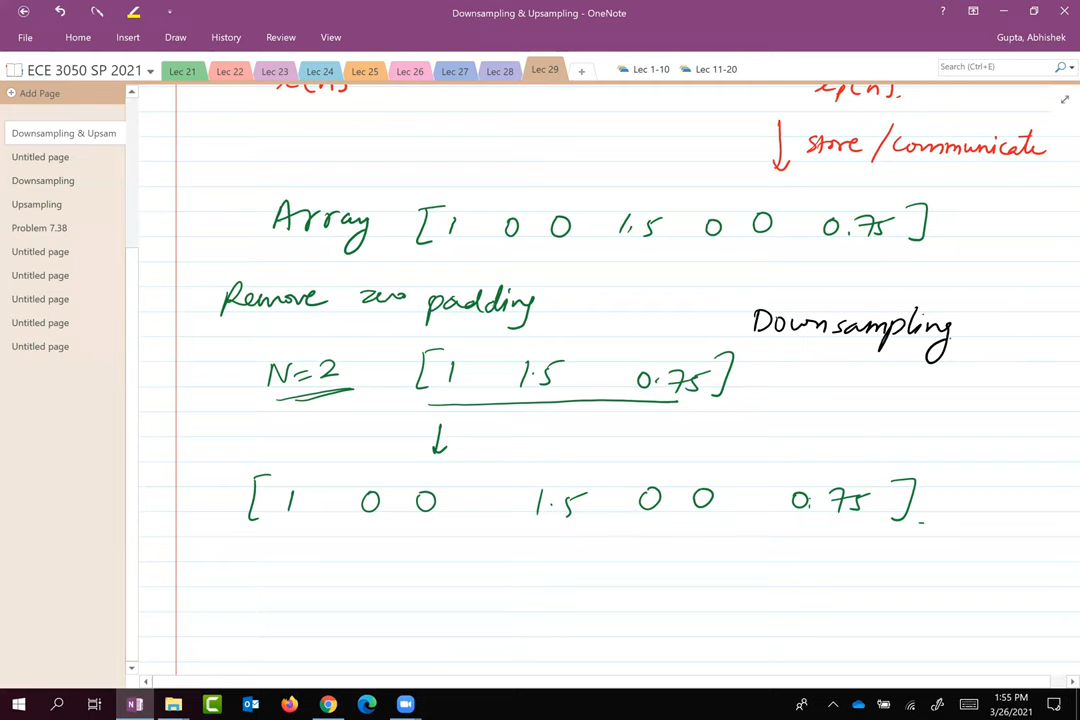 Downsampling & Upsampling - OneNote
? Gupta, Abhishek
File Home Insert Draw History Review View
ECE 3050 SP 2021 Lec 21 Lec 22 Lec 23 Lec 24 Lec 25 Lec 26 Lec 27 Lec 28 Lec 29 + Lec 1-10 Lec 11-20 Search (Ctrl+E)
Add Page
Downsampling & Upsam
Untitled page
Downsampling
Upsampling
Problem 7.38
Untitled page
Untitled page
Untitled page
Untitled page
Untitled page
↓ store / communicate
Array [ 1 0 0 1.5 0 0 0.75 ]
Remove zero padding
Downsampling
N=2 [ 1 1.5 0.75 ]
↓
[ 1 0 0 1.5 0 0 0.75 ].
1:55 PM
3/26/2021